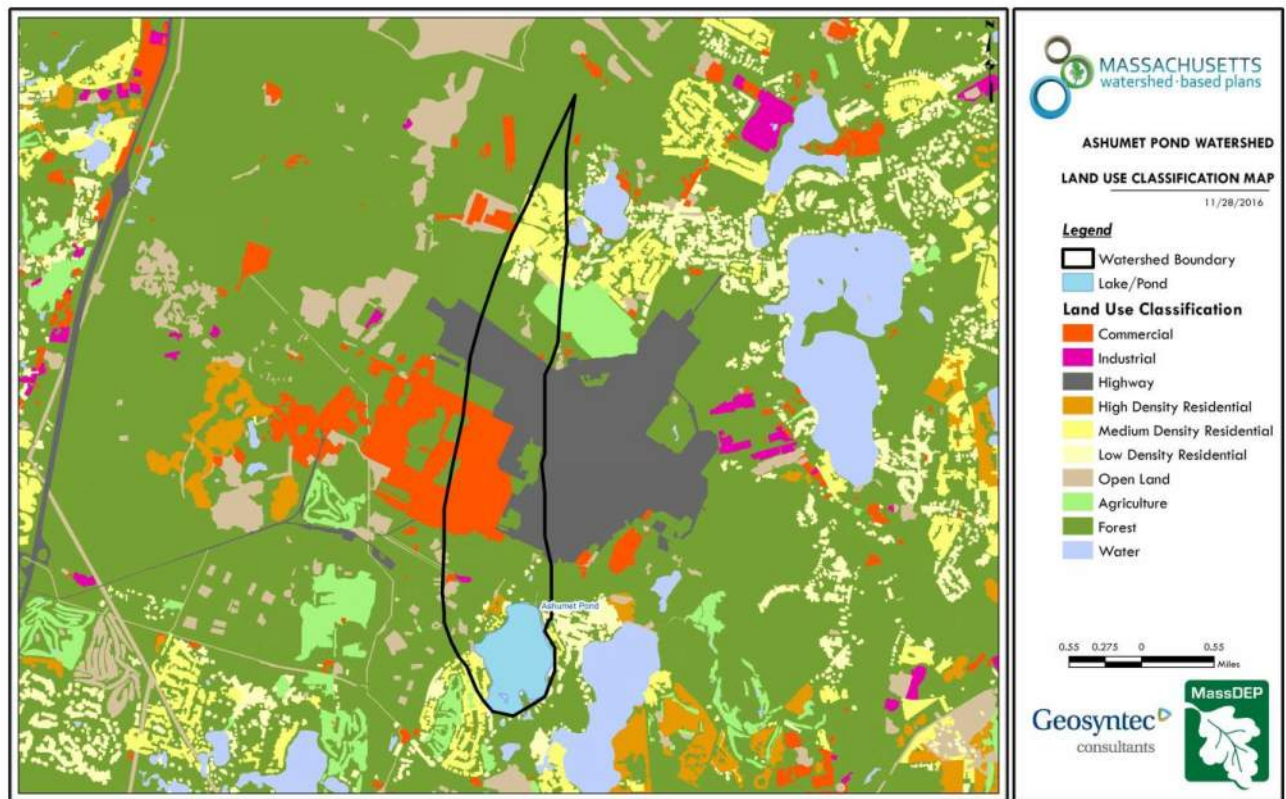 Ashumet Pond
MASSACHUSETTS
watershed-based plans
ASHUMET POND WATERSHED
LAND USE CLASSIFICATION MAP
11/28/2016
Legend
Watershed Boundary
Lake/Pond
Land Use Classification
Commercial
Industrial
Highway
High Density Residential
Medium Density Residential
Low Density Residential
Open Land
Agriculture
Forest
Water
0.55 0.275 0 0.55
Miles
Geosyntec
consultants
MassDEP